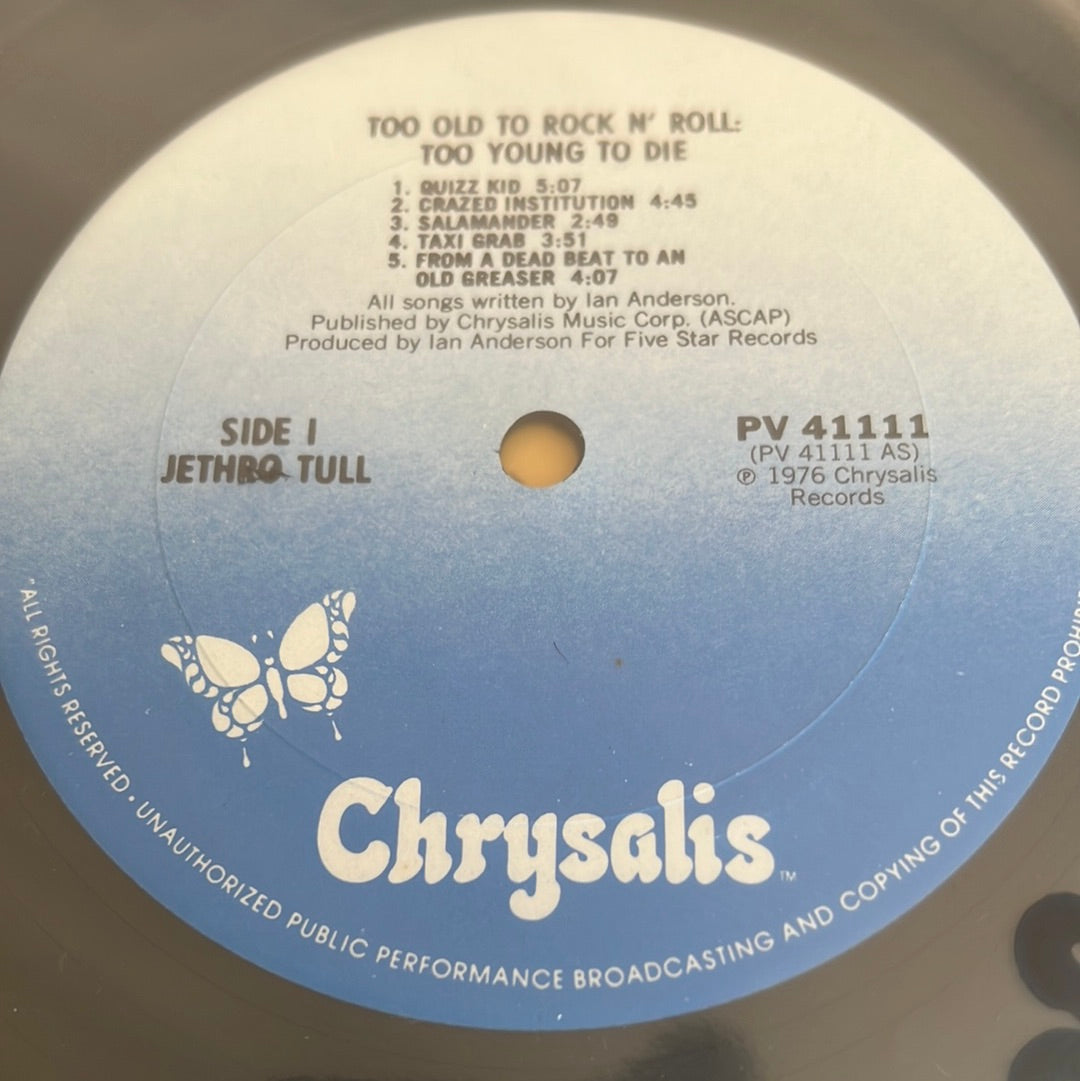 TOO OLD TO ROCK N' ROLL:
TOO YOUNG TO DIE
1. QUIZZ KID 5:07
2. CRAZED INSTITUTION 4:45
3. SALAMANDER 2:49
4. TAXI GRAB 3:51
5. FROM A DEAD BEAT TO AN
OLD GREASER 4:07
All songs written by Ian Anderson.
Published by Chrysalis Music Corp. (ASCAP)
Produced by Ian Anderson For Five Star Records
SIDE I
JETHRO TULL
PV 41111
(PV 41111 AS)
℗ 1976 Chrysalis
Records
Chrysalis™
"ALL RIGHTS RESERVED · UNAUTHORIZED PUBLIC PERFORMANCE BROADCASTING AND COPYING OF THIS RECORD